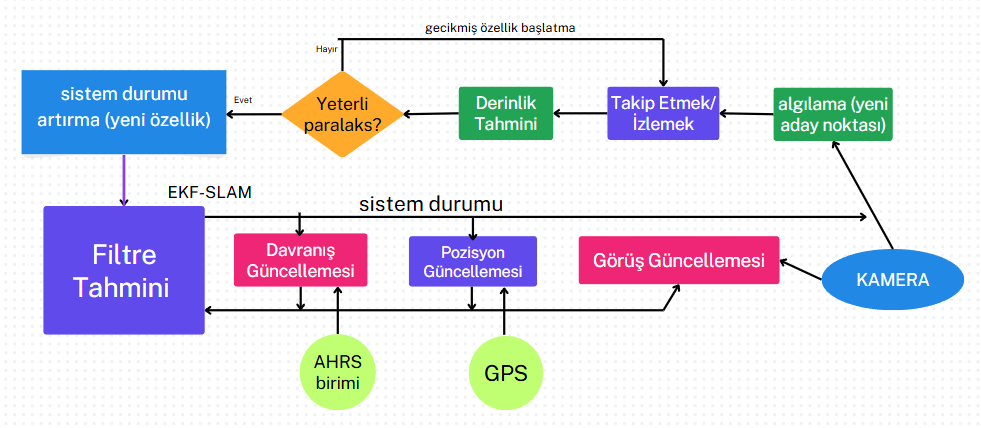 gecikmiş özellik başlatma
Hayır
sistem durumu
artırma (yeni özellik)
Evet
Yeterli
paralaks?
Derinlik
Tahmini
Takip Etmek/
İzlemek
algılama (yeni
aday noktası)
EKF-SLAM
sistem durumu
Filtre
Tahmini
Davranış
Güncellemesi
Pozisyon
Güncellemesi
Görüş Güncellemesi
KAMERA
AHRS
birimi
GPS